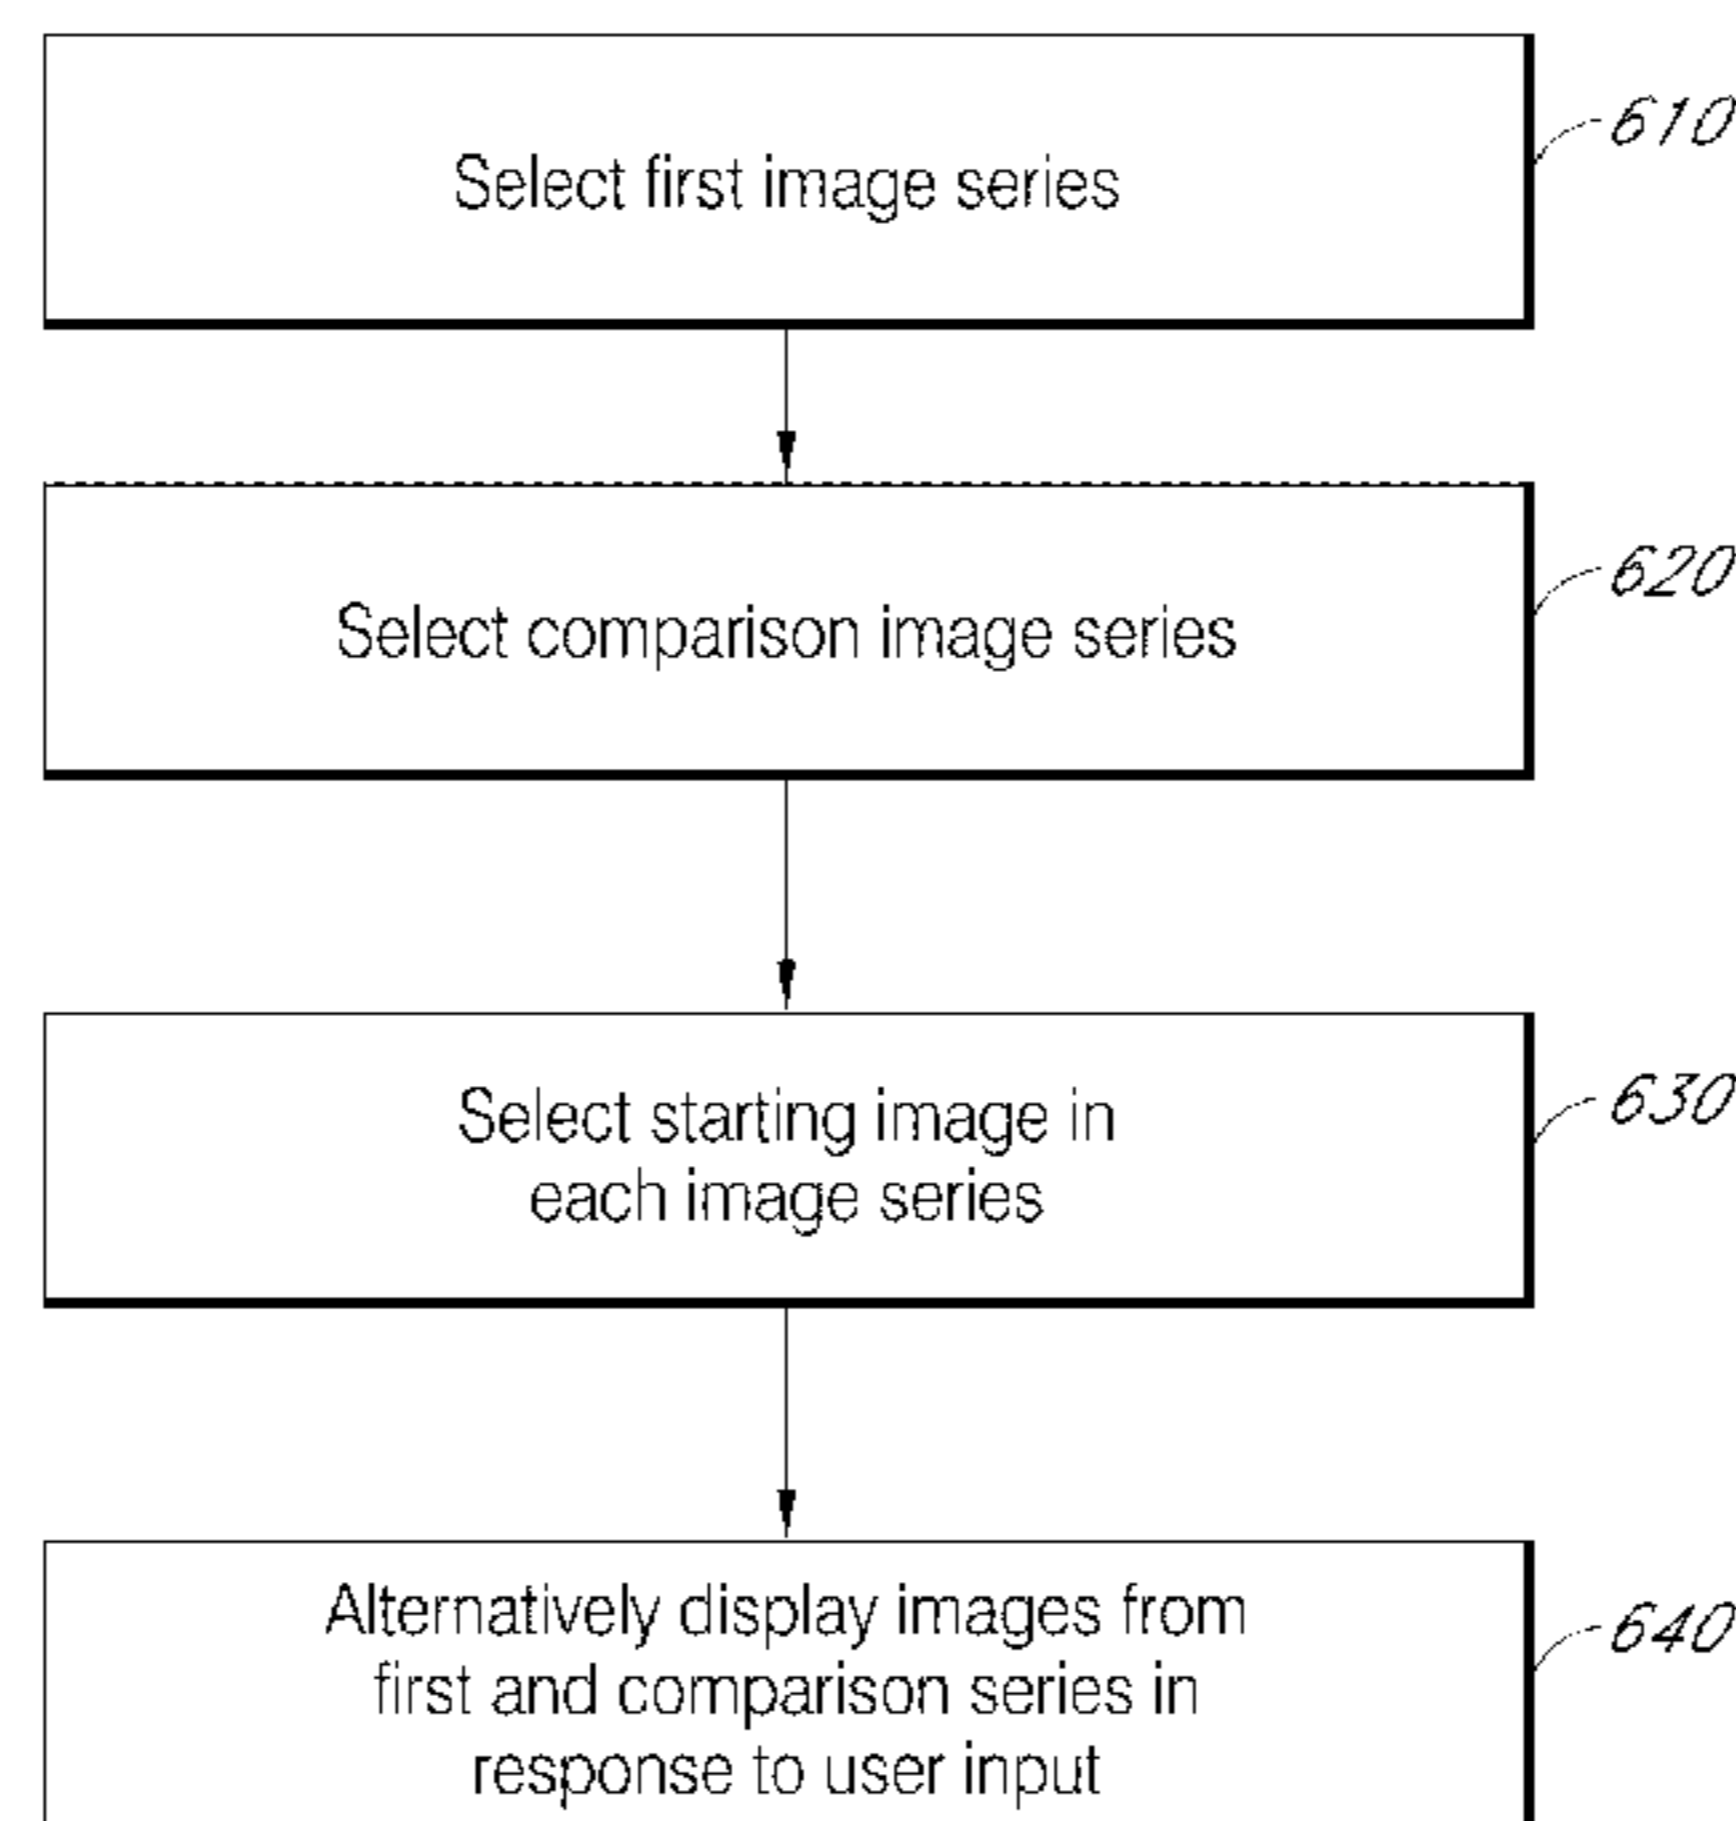 Select first image series
610
Select comparison image series
620
Select starting image in
each image series
630
Alternatively display images from
first and comparison series in
response to user input
640